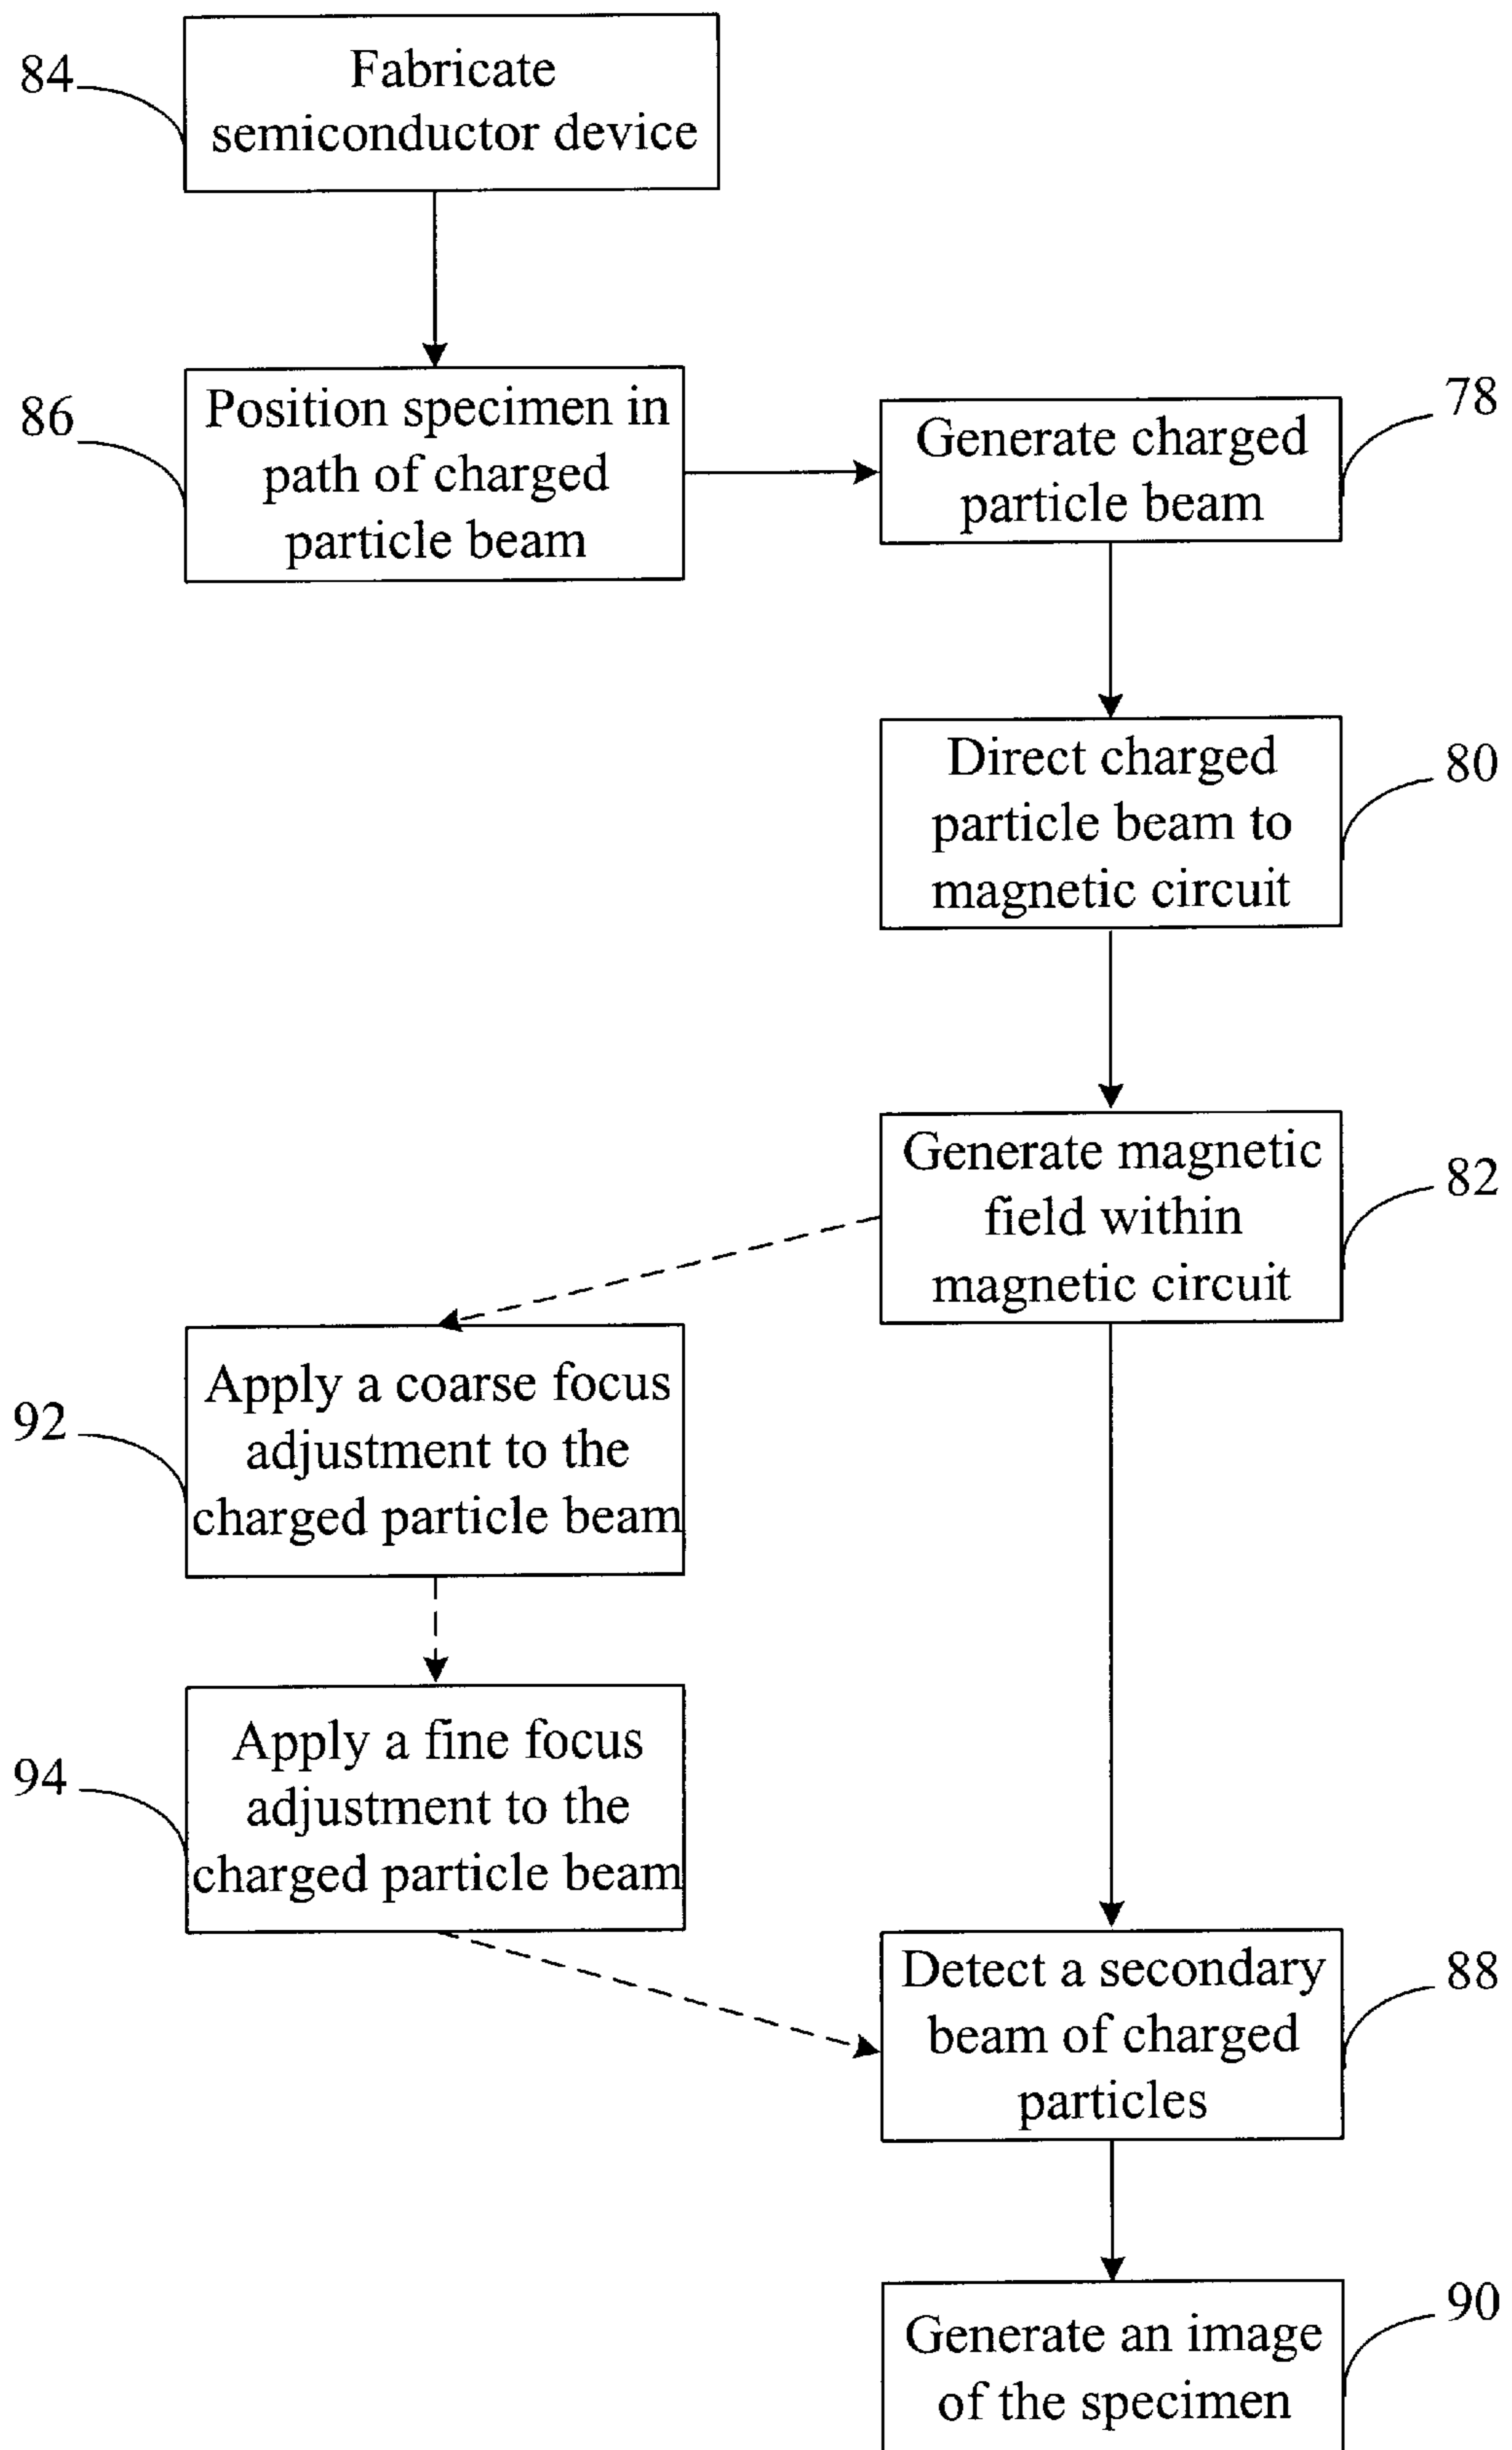 84
Fabricate
semiconductor device
86
Position specimen in
path of charged
particle beam
78
Generate charged
particle beam
80
Direct charged
particle beam to
magnetic circuit
82
Generate magnetic
field within
magnetic circuit
92
Apply a coarse focus
adjustment to the
charged particle beam
94
Apply a fine focus
adjustment to the
charged particle beam
88
Detect a secondary
beam of charged
particles
90
Generate an image
of the specimen